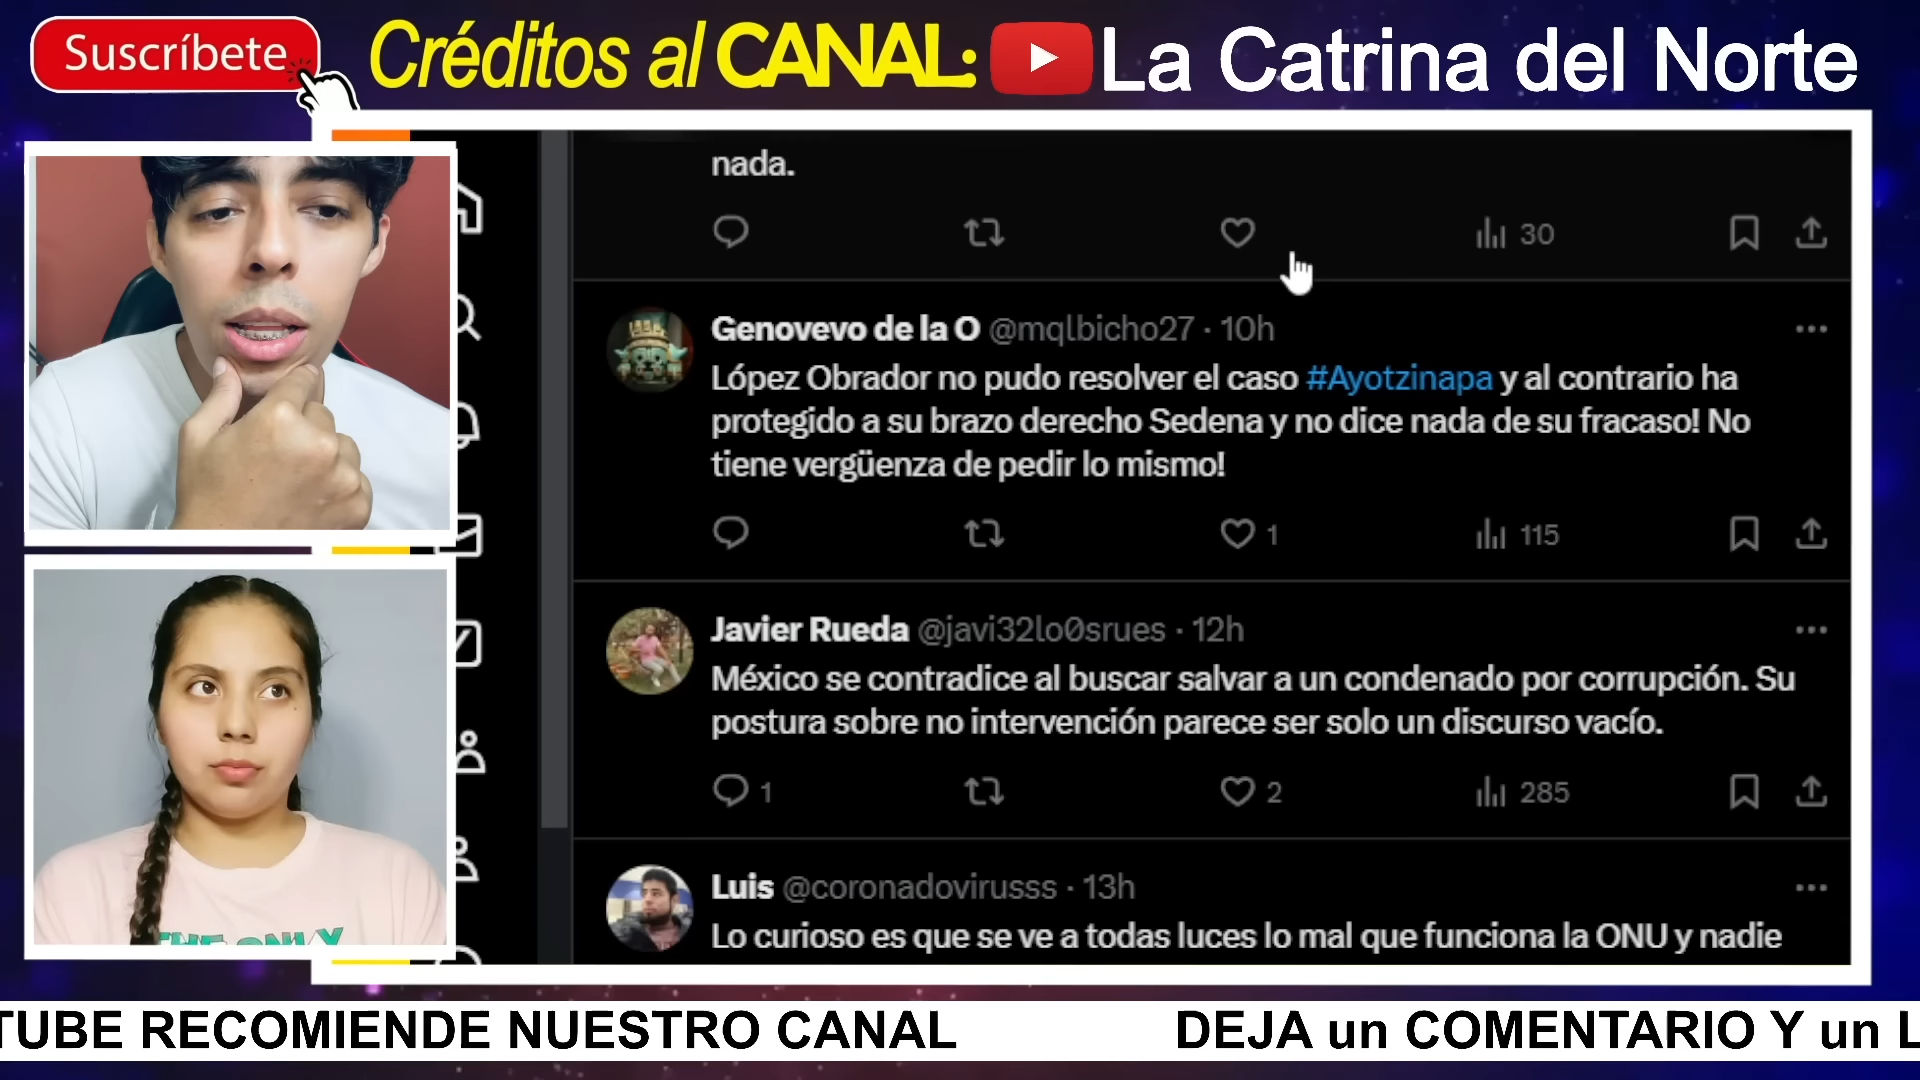 Suscríbete
Créditos al CANAL: La Catrina del Norte
nada.
30
Genovevo de la O @mqlbicho27 · 10h
López Obrador no pudo resolver el caso #Ayotzinapa y al contrario ha
protegido a su brazo derecho Sedena y no dice nada de su fracaso! No
tiene vergüenza de pedir lo mismo!
1 115
Javier Rueda @javi32lo0srues · 12h
México se contradice al buscar salvar a un condenado por corrupción. Su
postura sobre no intervención parece ser solo un discurso vacío.
1 2 285
Luis @coronadovirusss · 13h
Lo curioso es que se ve a todas luces lo mal que funciona la ONU y nadie
THE ONLY
TUBE RECOMIENDE NUESTRO CANAL DEJA un COMENTARIO Y un L